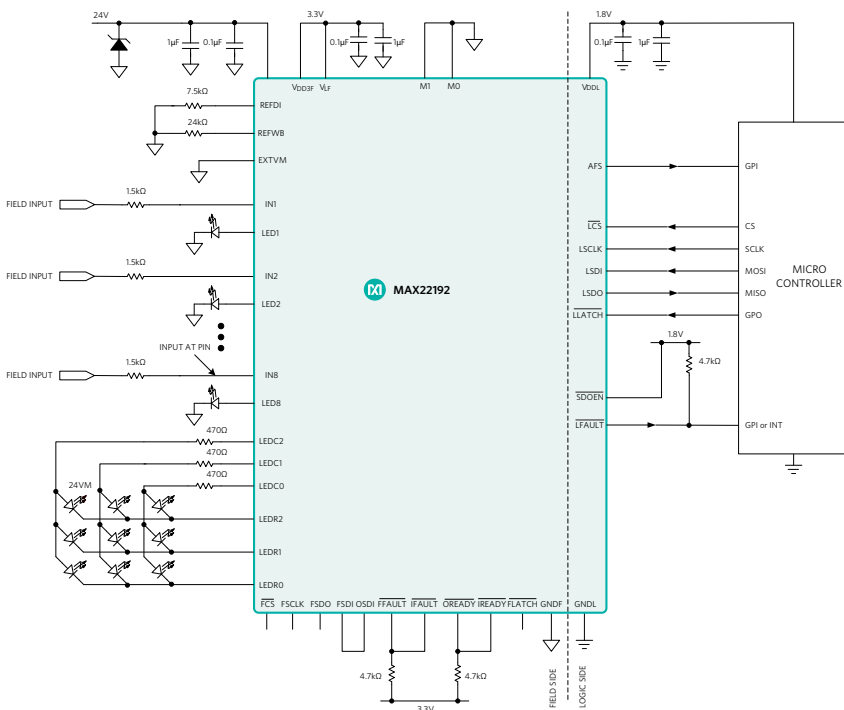 24V
3.3V
1.8V
1µF
0.1µF
0.1µF
1µF
0.1µF
1µF
VDD3F
VLF
M1
M0
VDDL
7.5kΩ
REFDI
24kΩ
REFWB
EXTVM
AFS
GPI
FIELD INPUT
1.5kΩ
IN1
LED1
LCS
CS
LSCLK
SCLK
LSDI
MOSI
LSDO
MISO
LLATCH
GPO
MICRO
CONTROLLER
FIELD INPUT
1.5kΩ
IN2
LED2
MAX22192
INPUT AT PIN
1.8V
4.7kΩ
FIELD INPUT
1.5kΩ
IN8
LED8
SDOEN
LFAULT
GPI or INT
470Ω
LEDC2
470Ω
LEDC1
470Ω
LEDC0
24VM
LEDR2
LEDR1
LEDR0
FCS
FSCLK
FSDO
FSDI
OSDI
FFAULT
IFAULT
OREADY
IREADY
FLATCH
GNDF
GNDL
4.7kΩ
4.7kΩ
3.3V
FIELD SIDE
LOGIC SIDE